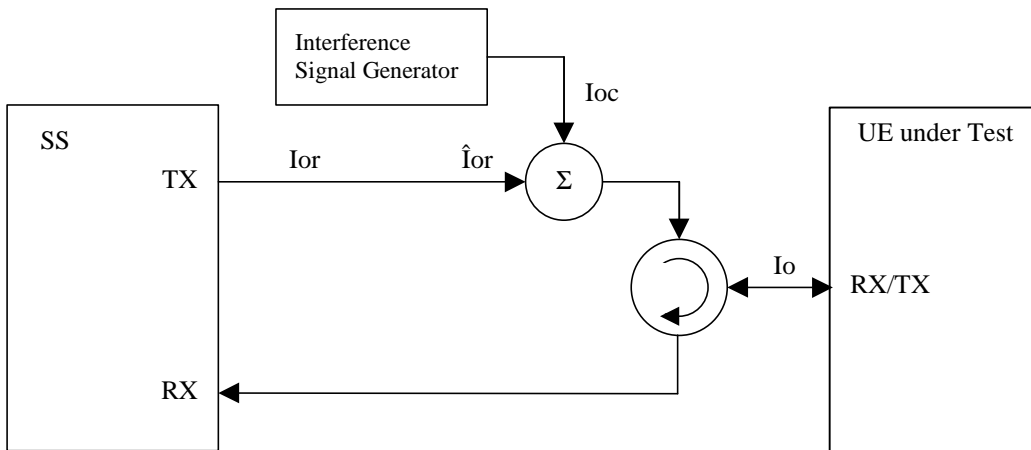 Interference
Signal Generator
Ioc
SS
UE under Test
Ior
Îor
TX
Σ
Io
RX/TX
RX